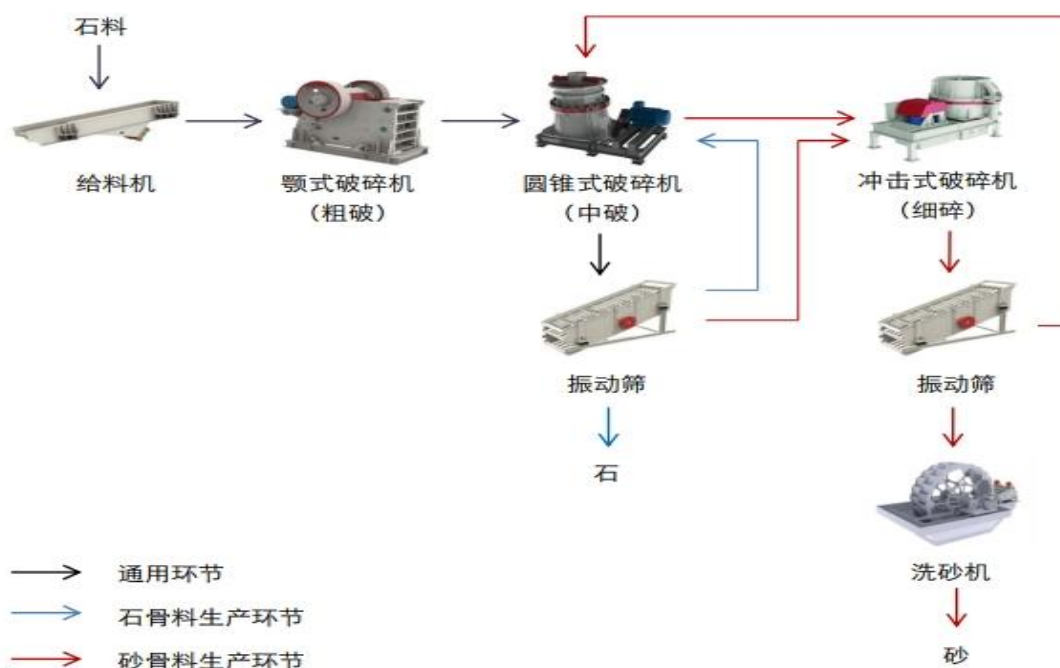 石料
给料机
颚式破碎机
（粗破）
圆锥式破碎机
（中破）
冲击式破碎机
（细碎）
振动筛
振动筛
石
洗砂机
砂
通用环节
石骨料生产环节
砂骨料生产环节